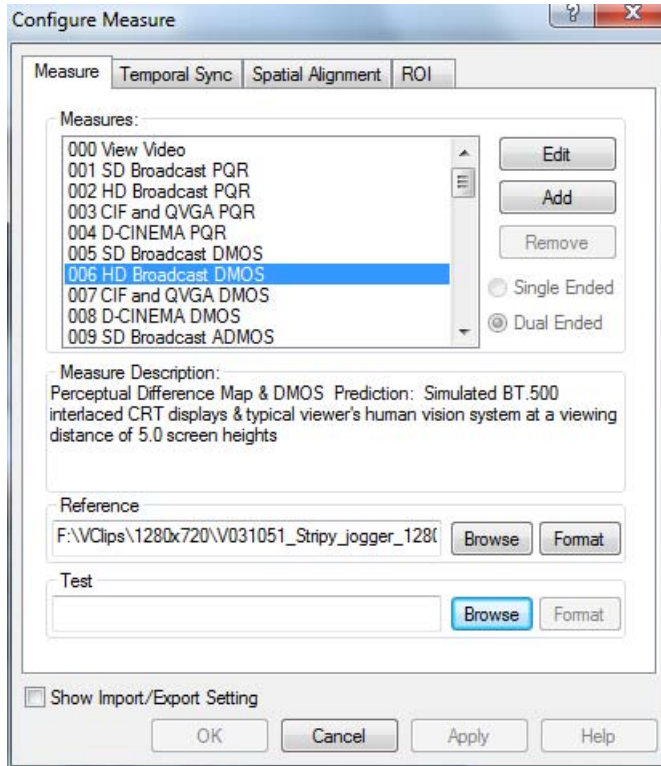 Configure Measure
?
X
Measure
Temporal Sync
Spatial Alignment
ROI
Measures:
000 View Video
001 SD Broadcast PQR
002 HD Broadcast PQR
003 CIF and QVGA PQR
004 D-CINEMA PQR
005 SD Broadcast DMOS
006 HD Broadcast DMOS
007 CIF and QVGA DMOS
008 D-CINEMA DMOS
009 SD Broadcast ADMOS
Edit
Add
Remove
Single Ended
Dual Ended
Measure Description:
Perceptual Difference Map & DMOS Prediction: Simulated BT.500
interlaced CRT displays & typical viewer's human vision system at a viewing
distance of 5.0 screen heights
Reference
F:\VClips\1280x720\V031051_Stripy_jogger_128(
Browse
Format
Test
Browse
Format
Show Import/Export Setting
OK
Cancel
Apply
Help